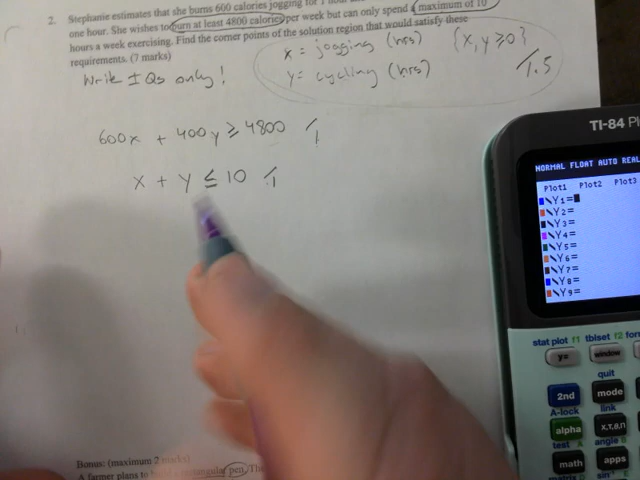 2. Stephanie estimates that she burns 600 calories jogging for 1 hour
one hour. She wishes to burn at least 4800 calories per week but can only spend a maximum of 10
hours a week exercising. Find the corner points of the solution region that would satisfy these
requirements. (7 marks)
x = jogging (hrs) {x, y ≥ 0}
y = cycling (hrs)
1.5
Write ± Qs only!
600x + 400y ≥ 4800 1
x + y ≤ 10 1
Bonus: (maximum 2 marks)
A farmer plans to rectangular pen. The
TI-84 Pl
NORMAL FLOAT AUTO REAL
Plot1 Plot2 Plot3
\Y1=
\Y2=
\Y3=
\Y4=
\Y5=
\Y6=
\Y7=
\Y8=
\Y9=
stat plot f1 tblset f2 for
y= window
quit
2nd mode
A-lock link
alpha X,T,θ,n
test A angle B
math apps